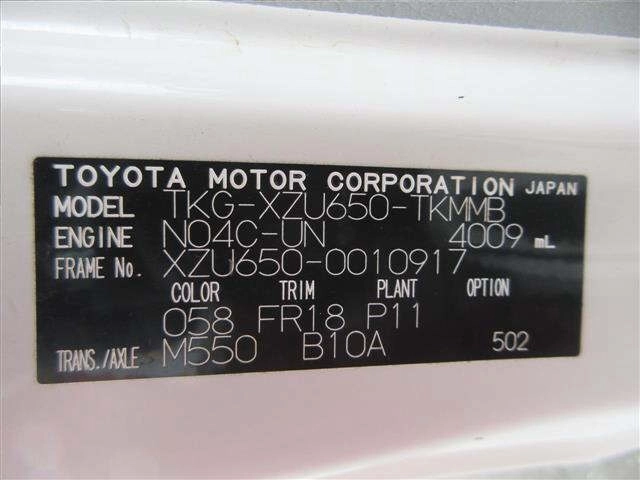 TOYOTA MOTOR CORPORATION JAPAN
MODEL TKG-XZU650-TKMMB
ENGINE N04C-UN 4009 mL
FRAME No. XZU650-0010917
COLOR TRIM PLANT OPTION
058 FR18 P11
TRANS./AXLE M550 B10A 502